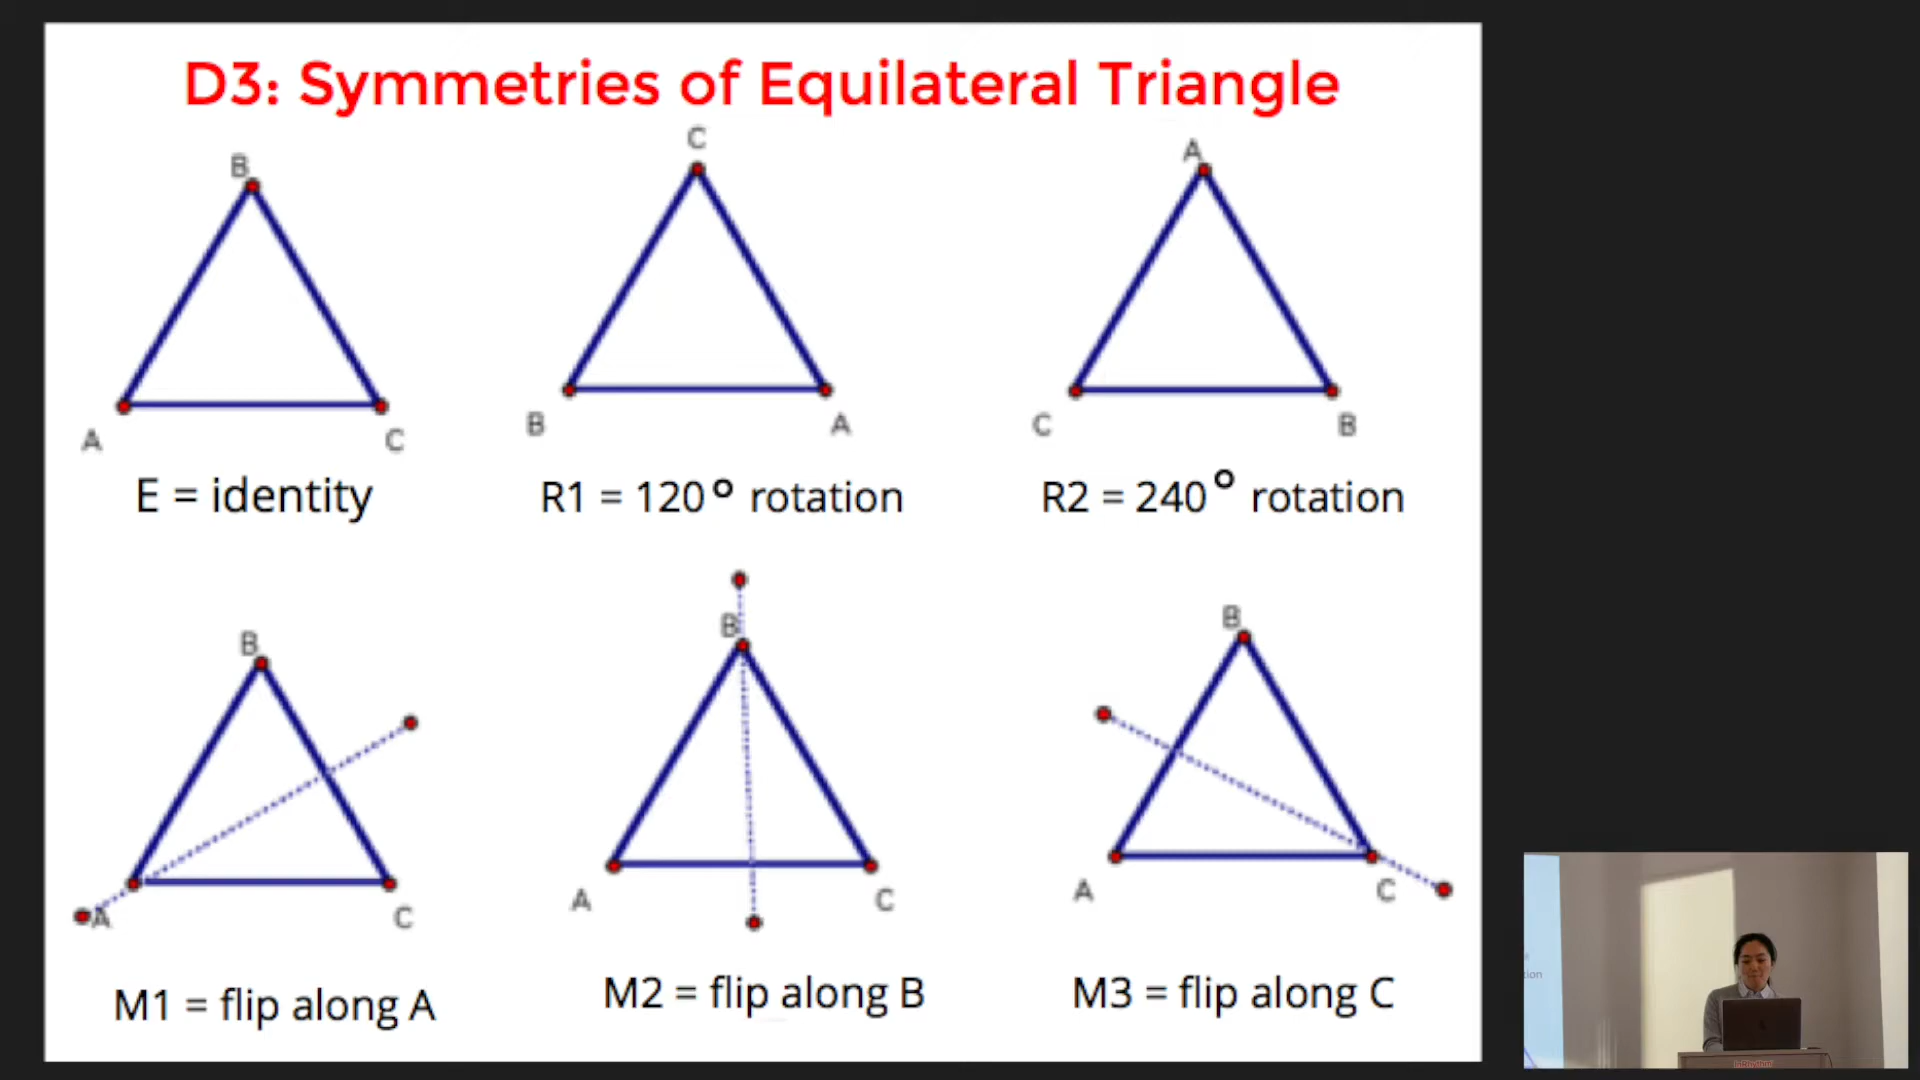 D3: Symmetries of Equilateral Triangle
B
A
C
E = identity
C
B
A
R1 = 120° rotation
A
C
B
R2 = 240° rotation
B
A
C
M1 = flip along A
B
A
C
M2 = flip along B
B
A
C
M3 = flip along C
tion